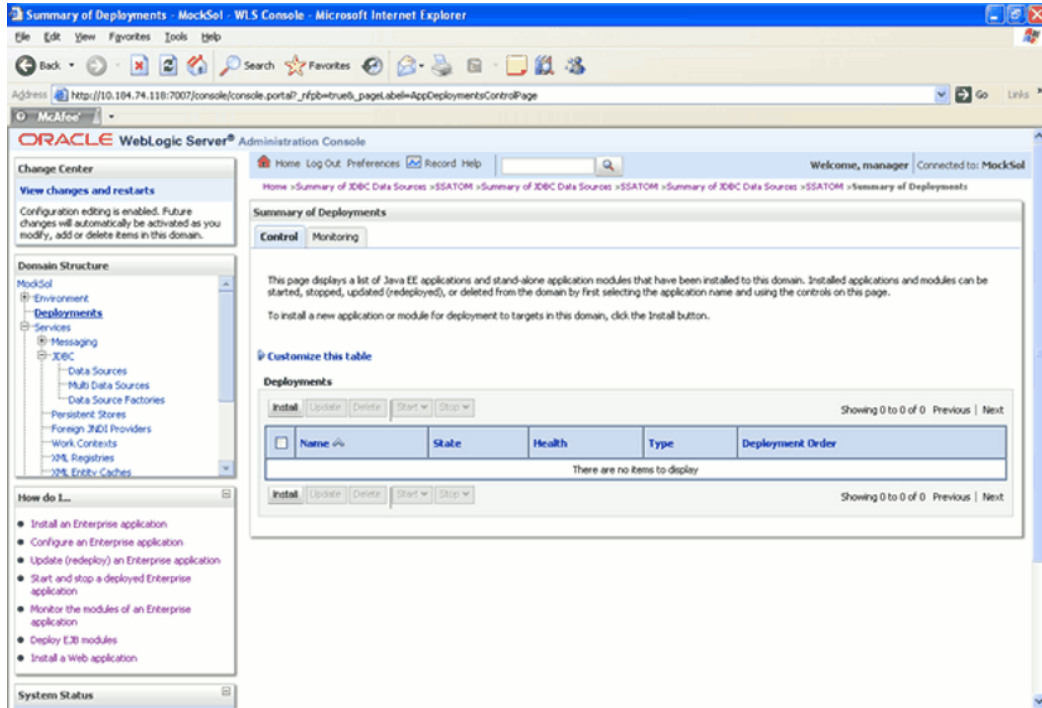 Summary of Deployments - MockSol - WLS Console - Microsoft Internet Explorer
File Edit View Favorites Tools Help
Back Search Favorites
Address http://10.184.74.118:7007/console/console.portal?_nfpb=true&_pageLabel=AppDeploymentsControlPage Go Links
McAfee
ORACLE WebLogic Server® Administration Console
Change Center
View changes and restarts
Configuration editing is enabled. Future
changes will automatically be activated as you
modify, add or delete items in this domain.
Domain Structure
MockSol
Environment
Deployments
Services
Messaging
JDBC
Data Sources
Multi Data Sources
Data Source Factories
Persistent Stores
Foreign JNDI Providers
Work Contexts
XML Registries
XML Entity Caches
How do I...
Install an Enterprise application
Configure an Enterprise application
Update (redeploy) an Enterprise application
Start and stop a deployed Enterprise
application
Monitor the modules of an Enterprise
application
Deploy EJB modules
Install a Web application
System Status
Home Log Out Preferences Record Help
Welcome, manager Connected to: MockSol
Home >Summary of JDBC Data Sources >SSATOM >Summary of JDBC Data Sources >SSATOM >Summary of JDBC Data Sources >SSATOM >Summary of Deployments
Summary of Deployments
Control Monitoring
This page displays a list of Java EE applications and stand-alone application modules that have been installed to this domain. Installed applications and modules can be
started, stopped, updated (redeployed), or deleted from the domain by first selecting the application name and using the controls on this page.
To install a new application or module for deployment to targets in this domain, click the Install button.
Customize this table
Deployments
Install Update Delete Start Stop Showing 0 to 0 of 0 Previous | Next
Name State Health Type Deployment Order
There are no items to display
Install Update Delete Start Stop Showing 0 to 0 of 0 Previous | Next